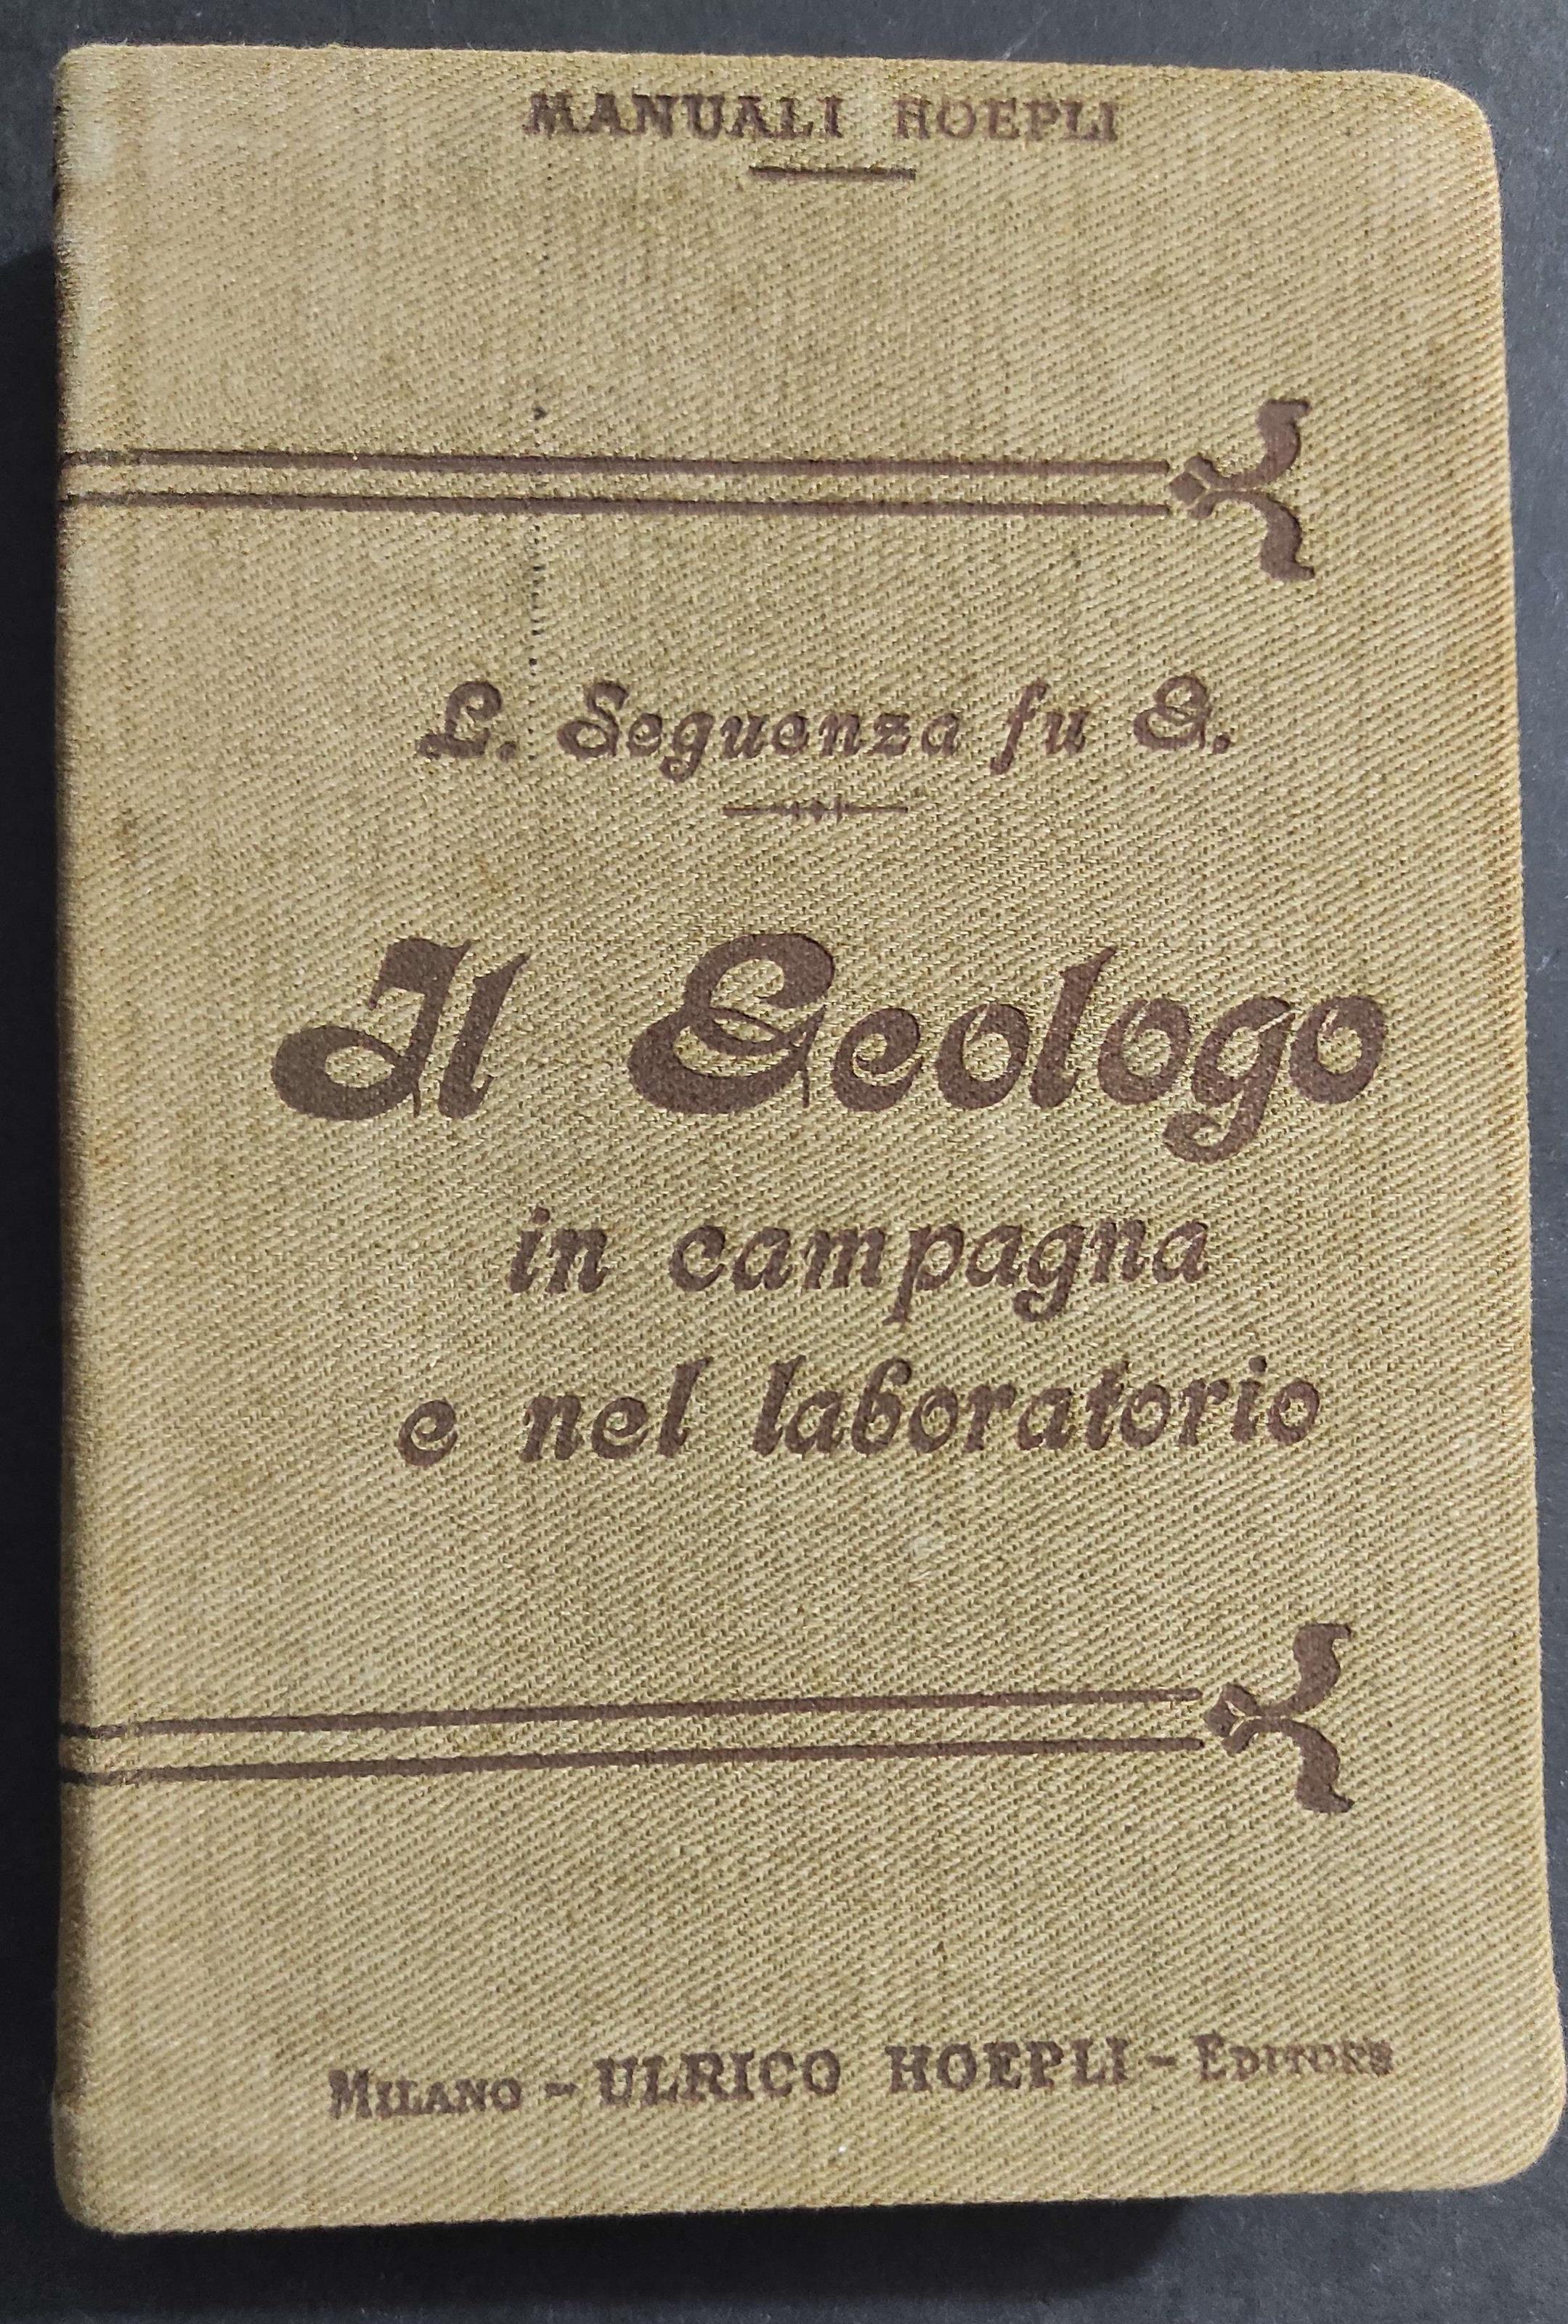 MANUALI HOEPLI
L. Seguenza fu G.
Il Geologo
in campagna
e nel laboratorio
MILANO - ULRICO HOEPLI - EDITORE